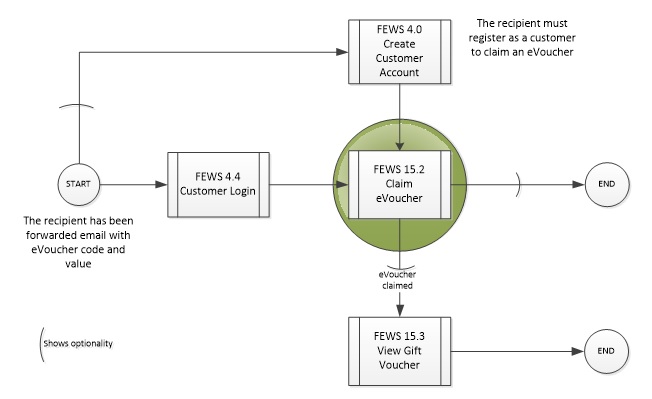 FEWS 4.0
Create
Customer
Account
The recipient must
register as a customer
to claim an eVoucher
START
FEWS 4.4
Customer Login
FEWS 15.2
Claim
eVoucher
END
The recipient has been
forwarded email with
eVoucher code and
value
eVoucher
claimed
Shows optionality
FEWS 15.3
View Gift
Voucher
END